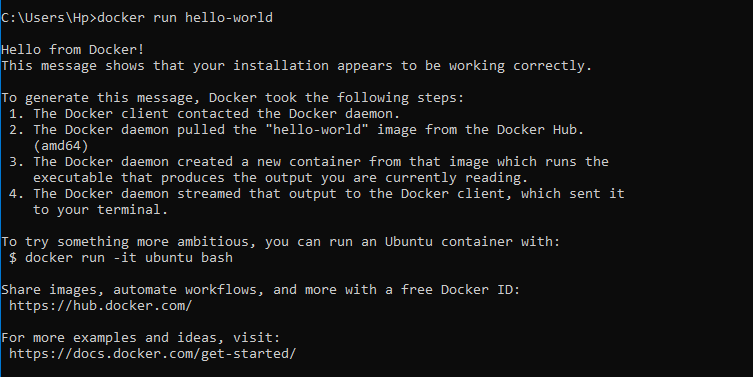 C:\Users\Hp>docker run hello-world
Hello from Docker!
This message shows that your installation appears to be working correctly.
To generate this message, Docker took the following steps:
1. The Docker client contacted the Docker daemon.
2. The Docker daemon pulled the "hello-world" image from the Docker Hub.
(amd64)
3. The Docker daemon created a new container from that image which runs the
executable that produces the output you are currently reading.
4. The Docker daemon streamed that output to the Docker client, which sent it
to your terminal.
To try something more ambitious, you can run an Ubuntu container with:
$ docker run -it ubuntu bash
Share images, automate workflows, and more with a free Docker ID:
https://hub.docker.com/
For more examples and ideas, visit:
https://docs.docker.com/get-started/